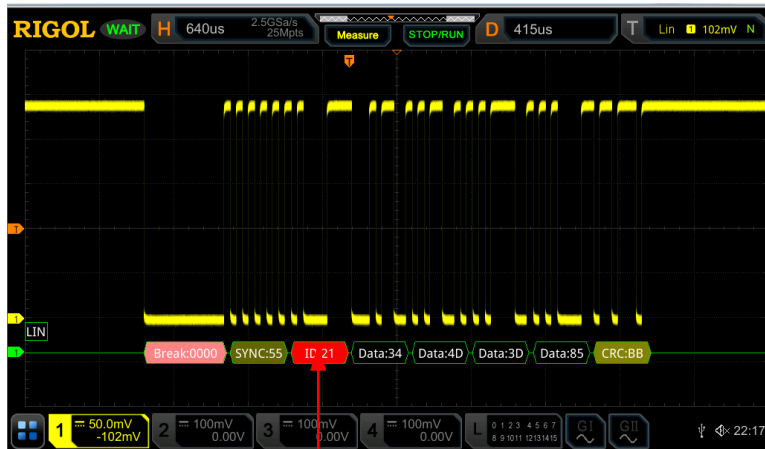 RIGOL WAIT H 640us 2.5GSa/s 25Mpts Measure STOP/RUN D 415us T Lin 1 102mV N
T
T
1
LIN
1 Break:0000 SYNC:55 ID:21 Data:34 Data:4D Data:3D Data:85 CRC:BB
1 50.0mV -102mV 2 100mV 0.00V 3 100mV 0.00V 4 100mV 0.00V L 0 1 2 3 4 5 6 7 8 9 10 11 12 13 14 15 GI GII 22:17